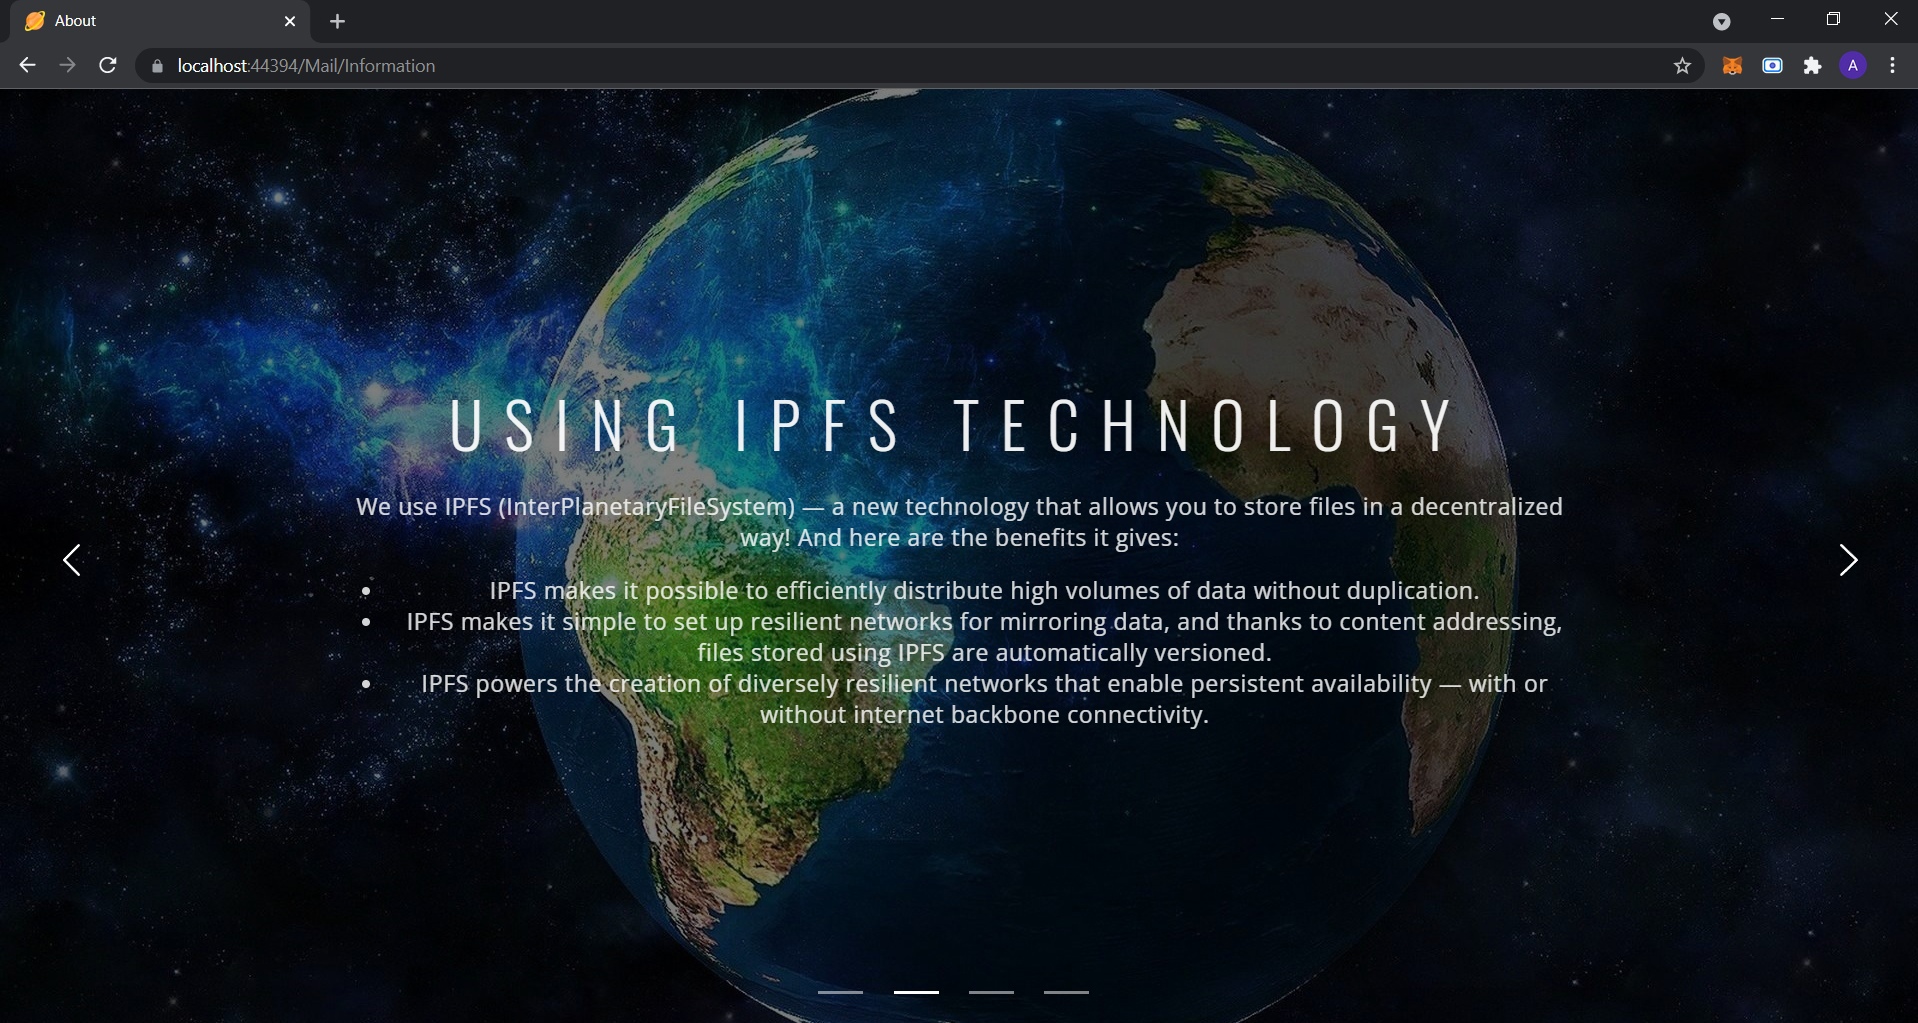 About
localhost:44394/Mail/Information
A
USING IPFS TECHNOLOGY
We use IPFS (InterPlanetaryFileSystem) — a new technology that allows you to store files in a decentralized
way! And here are the benefits it gives:
• IPFS makes it possible to efficiently distribute high volumes of data without duplication.
• IPFS makes it simple to set up resilient networks for mirroring data, and thanks to content addressing,
files stored using IPFS are automatically versioned.
• IPFS powers the creation of diversely resilient networks that enable persistent availability — with or
without internet backbone connectivity.